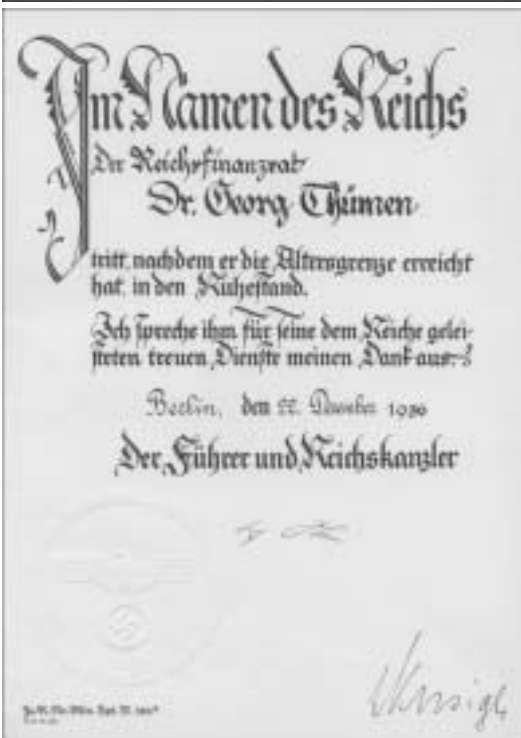 Im Namen des Reichs
Der Reichsfinanzrat
Dr. Georg Thümen
tritt, nachdem er die Altersgrenze erreicht
hat, in den Ruhestand.
Ich spreche ihm für seine dem Reiche gelei-
steten treuen Dienste meinen Dank aus.
Berlin, den 22. Dezember 1936
Der Führer und Reichskanzler